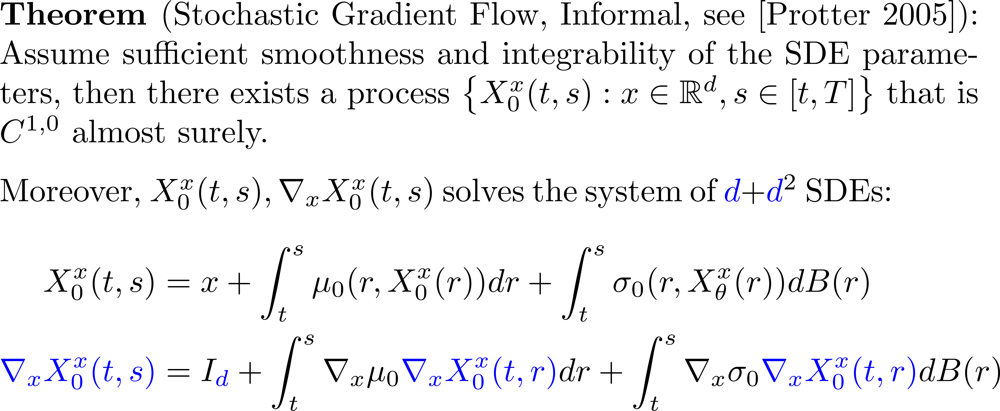 Theorem (Stochastic Gradient Flow, Informal, see [Protter 2005]):
Assume sufficient smoothness and integrability of the SDE parame-
ters, then there exists a process $\{X_0^x(t, s) : x \in \mathbb{R}^d, s \in [t, T]\}$ that is
$C^{1,0}$ almost surely.
Moreover, $X_0^x(t, s), \nabla_x X_0^x(t, s)$ solves the system of $d+d^2$ SDEs:
$X_0^x(t, s) = x + \int_t^s \mu_0(r, X_0^x(r))dr + \int_t^s \sigma_0(r, X_\theta^x(r))dB(r)$
$\nabla_x X_0^x(t, s) = I_d + \int_t^s \nabla_x \mu_0 \nabla_x X_0^x(t, r)dr + \int_t^s \nabla_x \sigma_0 \nabla_x X_0^x(t, r)dB(r)$